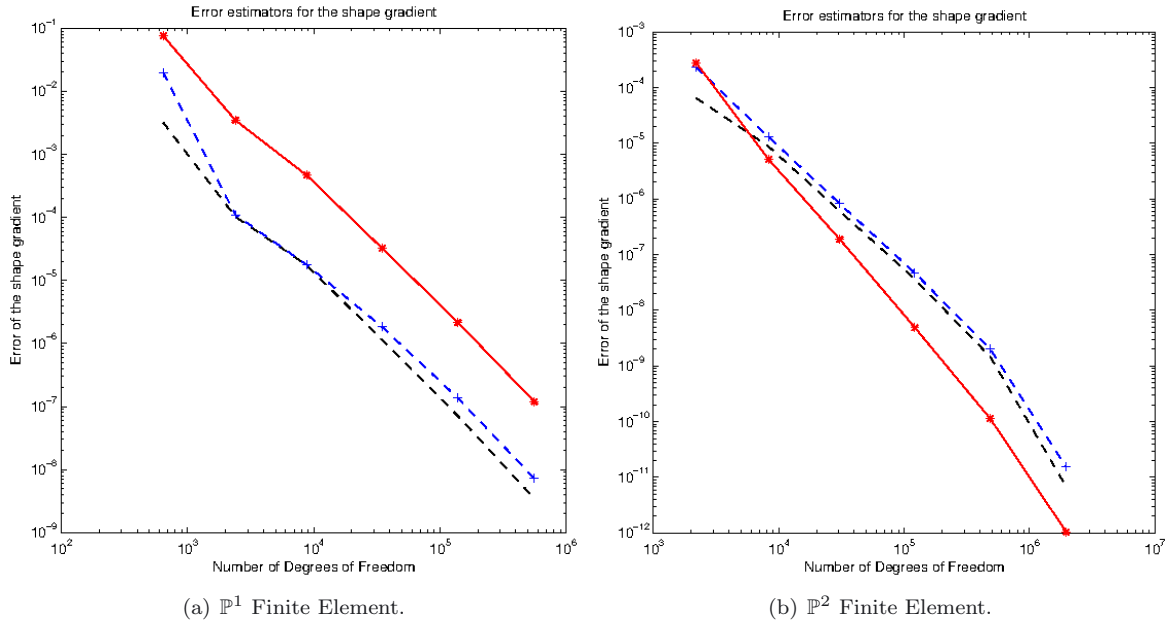 Error estimators for the shape gradient
10^-1
10^-2
10^-3
10^-4
10^-5
10^-6
10^-7
10^-8
10^-9
Error of the shape gradient
10^2 10^3 10^4 10^5 10^6
Number of Degrees of Freedom
(a) ℙ^1 Finite Element.
Error estimators for the shape gradient
10^-3
10^-4
10^-5
10^-6
10^-7
10^-8
10^-9
10^-10
10^-11
10^-12
Error of the shape gradient
10^3 10^4 10^5 10^6 10^7
Number of Degrees of Freedom
(b) ℙ^2 Finite Element.